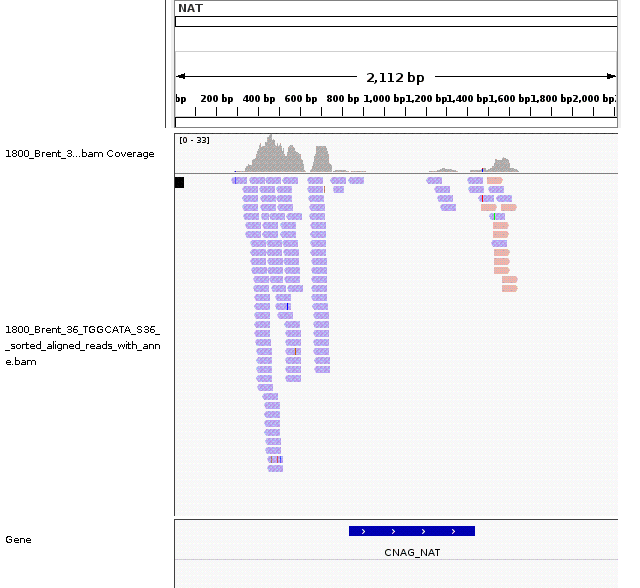 NAT
2,112 bp
bp 200 bp 400 bp 600 bp 800 bp 1,000 bp 1,200 bp 1,400 bp 1,600 bp 1,800 bp 2,000 bp
[0 - 33]
1800_Brent_3...bam Coverage
1800_Brent_36_TGGCATA_S36_
_sorted_aligned_reads_with_ann
e.bam
Gene
CNAG_NAT